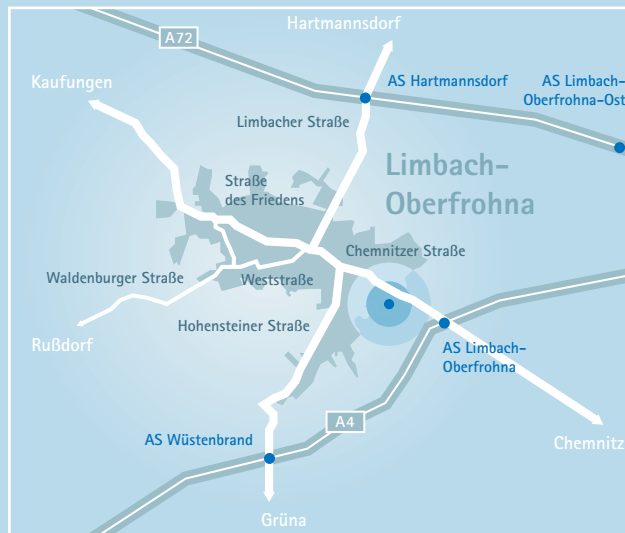 Hartmannsdorf
A72
Kaufungen
AS Hartmannsdorf
AS Limbach-
Oberfrohna-Ost
Limbacher Straße
Limbach-
Oberfrohna
Straße
des Friedens
Chemnitzer Straße
Waldenburger Straße
Weststraße
Hohensteiner Straße
Rußdorf
AS Limbach-
Oberfrohna
A4
AS Wüstenbrand
Chemnitz
Grüna